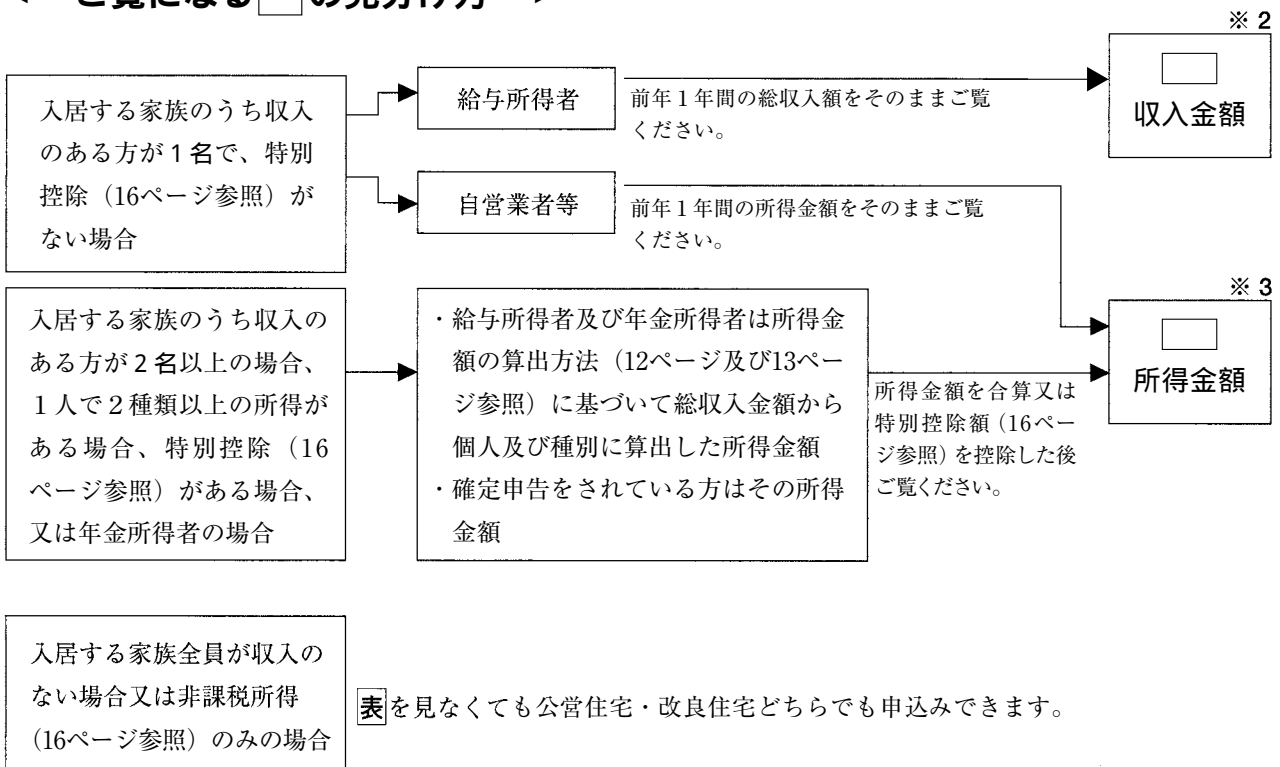 ご覧になる の見分け方
※ 2
入居する家族のうち収入
のある方が1名で、特別
控除（16ページ参照）が
ない場合
給与所得者
前年1年間の総収入額をそのままご覧
ください。
収入金額
自営業者等
前年1年間の所得金額をそのままご覧
ください。
※ 3
所得金額
入居する家族のうち収入の
ある方が2名以上の場合、
1人で2種類以上の所得が
ある場合、特別控除（16
ページ参照）がある場合、
又は年金所得者の場合
・給与所得者及び年金所得者は所得金
額の算出方法（12ページ及び13ペー
ジ参照）に基づいて総収入金額から
個人及び種別に算出した所得金額
・確定申告をされている方はその所得
金額
所得金額を合算又は
特別控除額（16ペー
ジ参照）を控除した後
ご覧ください。
入居する家族全員が収入の
ない場合又は非課税所得
（16ページ参照）のみの場合
表を見なくても公営住宅・改良住宅どちらでも申込みできます。